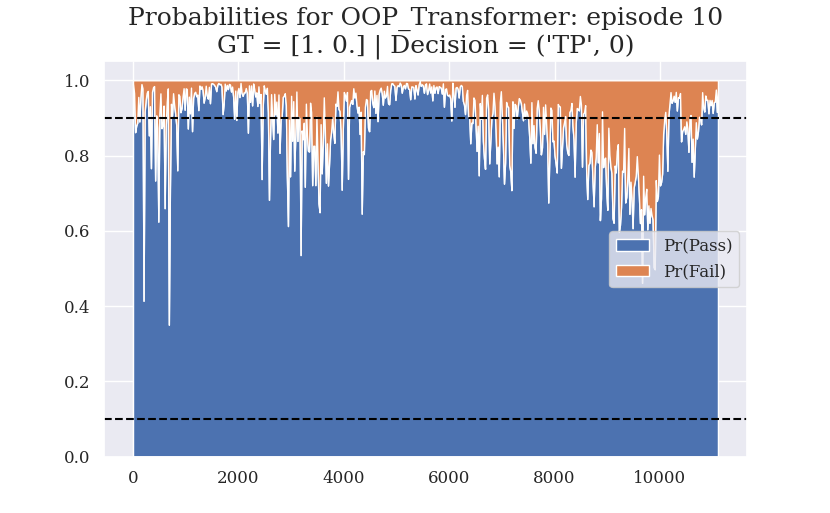 Probabilities for OOP_Transformer: episode 10
GT = [1. 0.] | Decision = ('TP', 0)
1.0
0.8
0.6
0.4
0.2
0.0
Pr(Pass)
Pr(Fail)
0 2000 4000 6000 8000 10000